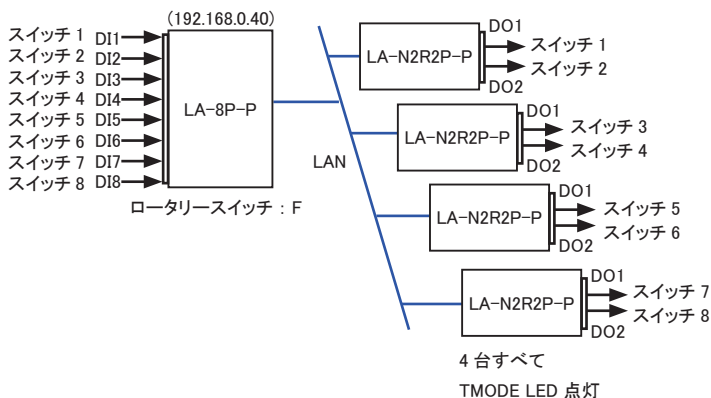 (192.168.0.40)
スイッチ 1 DI1
スイッチ 2 DI2
スイッチ 3 DI3
スイッチ 4 DI4
スイッチ 5 DI5
スイッチ 6 DI6
スイッチ 7 DI7
スイッチ 8 DI8
LA-8P-P
ロータリースイッチ : F
LAN
LA-N2R2P-P
DO1
スイッチ 1
スイッチ 2
DO2
LA-N2R2P-P
DO1
スイッチ 3
スイッチ 4
DO2
LA-N2R2P-P
DO1
スイッチ 5
スイッチ 6
DO2
LA-N2R2P-P
DO1
スイッチ 7
スイッチ 8
DO2
4 台すべて
TMODE LED 点灯